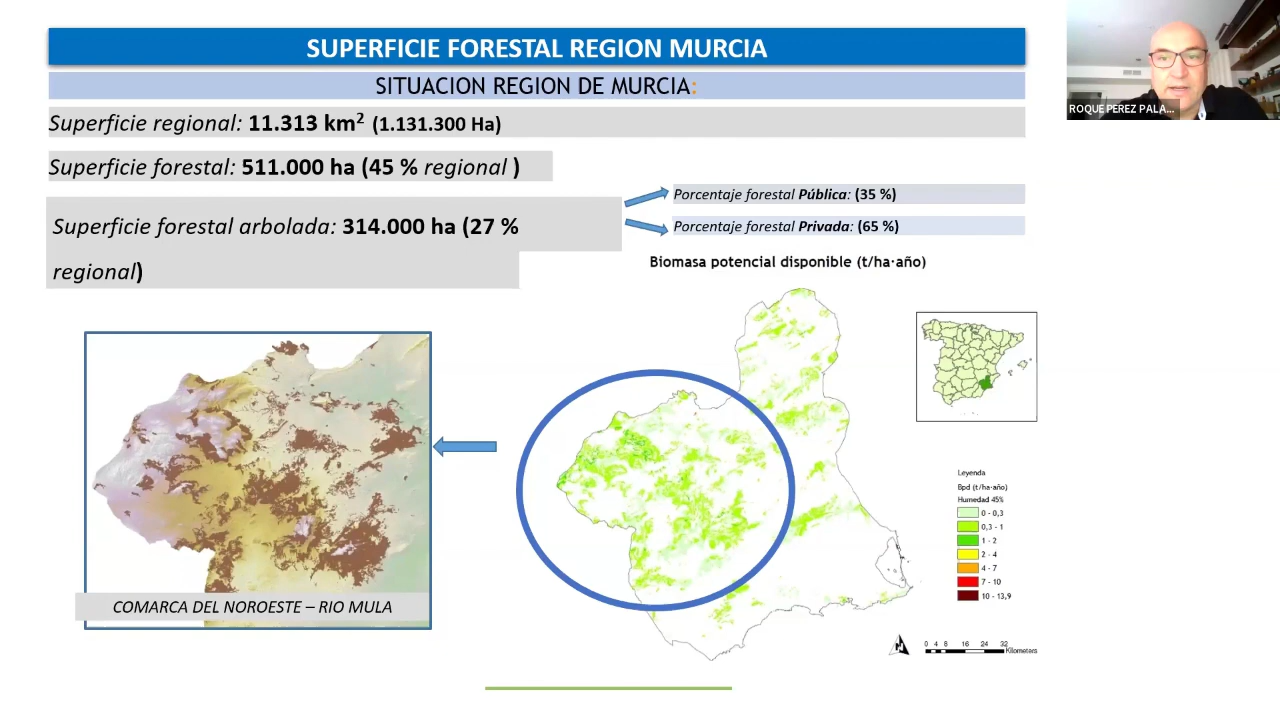 SUPERFICIE FORESTAL REGION MURCIA
SITUACION REGION DE MURCIA:
Superficie regional: 11.313 km² (1.131.300 Ha)
Superficie forestal: 511.000 ha (45 % regional )
Superficie forestal arbolada: 314.000 ha (27 %
regional)
Porcentaje forestal Pública: (35 %)
Porcentaje forestal Privada: (65 %)
Biomasa potencial disponible (t/ha·año)
COMARCA DEL NOROESTE – RIO MULA
Leyenda
Bpd (t/ha·año)
Humedad 45%
0 - 0,3
0,3 - 1
1 - 2
2 - 4
4 - 7
7 - 10
10 - 13,9
0 4 8 16 24 32
Kilometers
ROQUE PEREZ PALA...